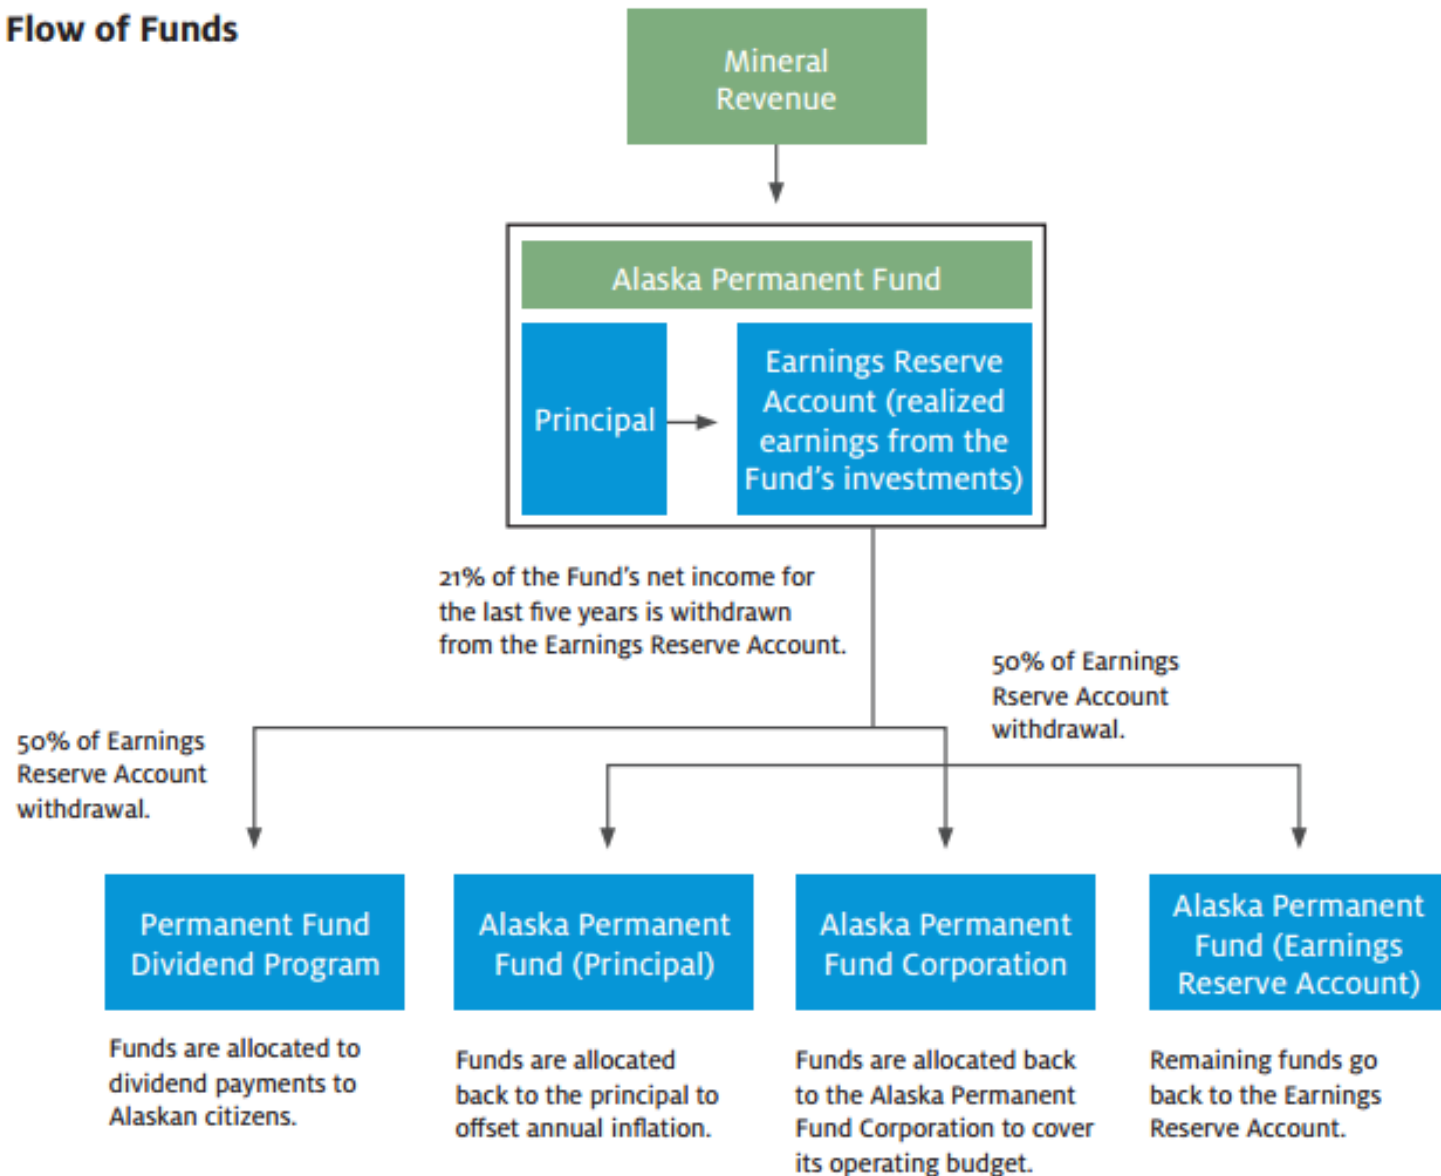 Flow of Funds
Mineral
Revenue
Alaska Permanent Fund
Principal
Earnings Reserve
Account (realized
earnings from the
Fund's investments)
21% of the Fund's net income for
the last five years is withdrawn
from the Earnings Reserve Account.
50% of Earnings
Rserve Account
withdrawal.
50% of Earnings
Reserve Account
withdrawal.
Permanent Fund
Dividend Program
Alaska Permanent
Fund (Principal)
Alaska Permanent
Fund Corporation
Alaska Permanent
Fund (Earnings
Reserve Account)
Funds are allocated to
dividend payments to
Alaskan citizens.
Funds are allocated
back to the principal to
offset annual inflation.
Funds are allocated back
to the Alaska Permanent
Fund Corporation to cover
its operating budget.
Remaining funds go
back to the Earnings
Reserve Account.